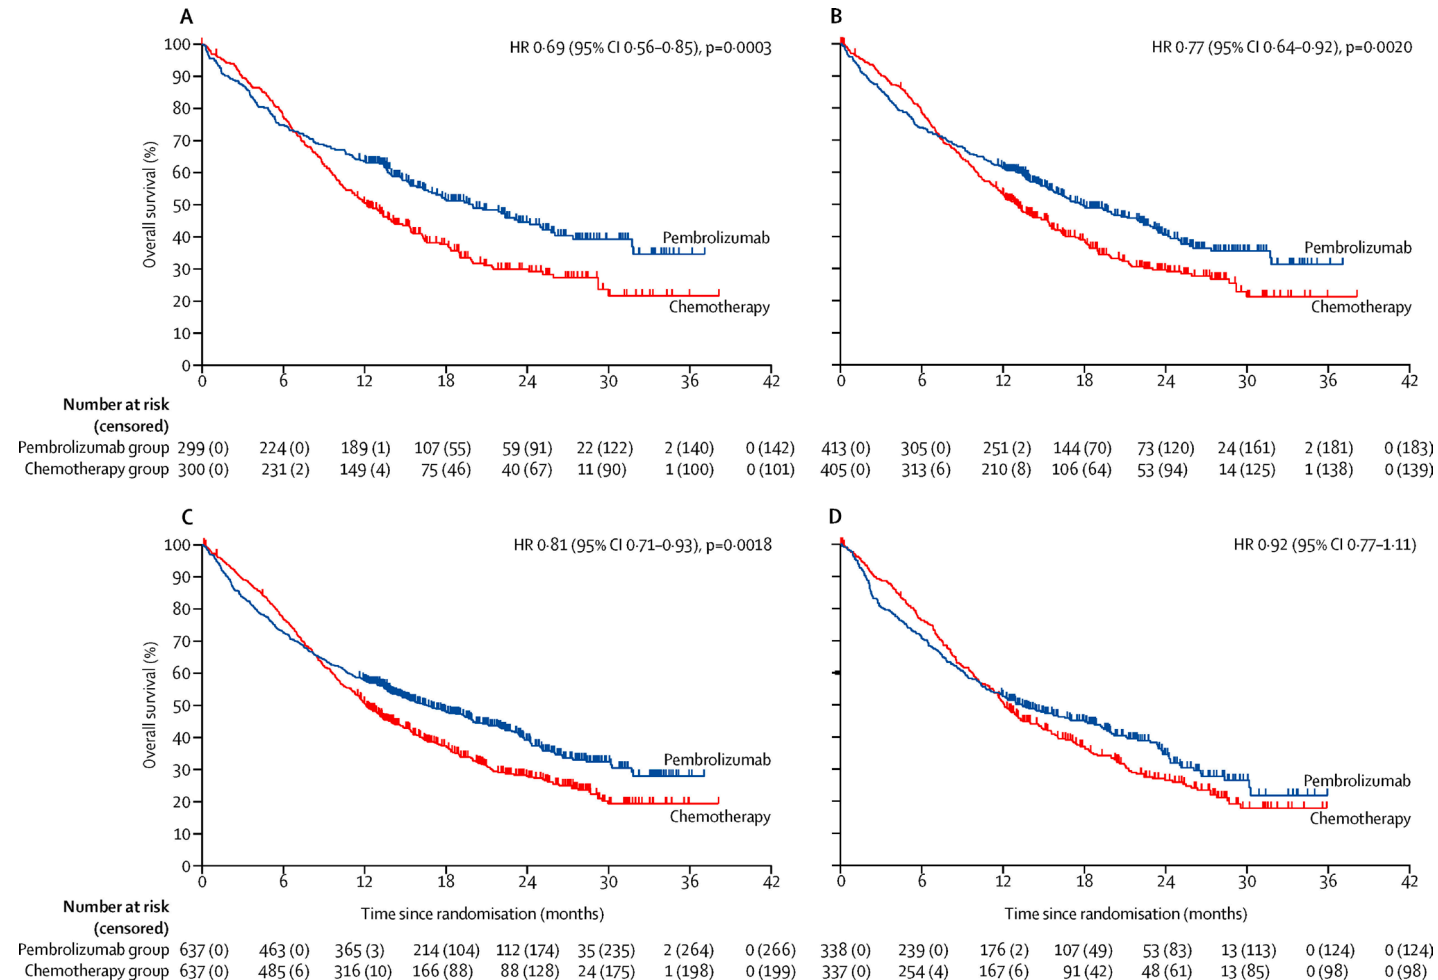 A
HR 0·69 (95% CI 0·56–0·85), p=0·0003
Overall survival (%)
100
90
80
70
60
50
40
30
20
10
0
Pembrolizumab
Chemotherapy
0 6 12 18 24 30 36 42
B
HR 0·77 (95% CI 0·64–0·92), p=0·0020
Pembrolizumab
Chemotherapy
0 6 12 18 24 30 36 42
Number at risk
(censored)
Pembrolizumab group 299 (0) 224 (0) 189 (1) 107 (55) 59 (91) 22 (122) 2 (140) 0 (142) 413 (0) 305 (0) 251 (2) 144 (70) 73 (120) 24 (161) 2 (181) 0 (183)
Chemotherapy group 300 (0) 231 (2) 149 (4) 75 (46) 40 (67) 11 (90) 1 (100) 0 (101) 405 (0) 313 (6) 210 (8) 106 (64) 53 (94) 14 (125) 1 (138) 0 (139)
C
HR 0·81 (95% CI 0·71–0·93), p=0·0018
Overall survival (%)
100
90
80
70
60
50
40
30
20
10
0
Pembrolizumab
Chemotherapy
0 6 12 18 24 30 36 42
Time since randomisation (months)
D
HR 0·92 (95% CI 0·77–1·11)
Pembrolizumab
Chemotherapy
0 6 12 18 24 30 36 42
Time since randomisation (months)
Number at risk
(censored)
Pembrolizumab group 637 (0) 463 (0) 365 (3) 214 (104) 112 (174) 35 (235) 2 (264) 0 (266) 338 (0) 239 (0) 176 (2) 107 (49) 53 (83) 13 (113) 0 (124) 0 (124)
Chemotherapy group 637 (0) 485 (6) 316 (10) 166 (88) 88 (128) 24 (175) 1 (198) 0 (199) 337 (0) 254 (4) 167 (6) 91 (42) 48 (61) 13 (85) 0 (98) 0 (98)